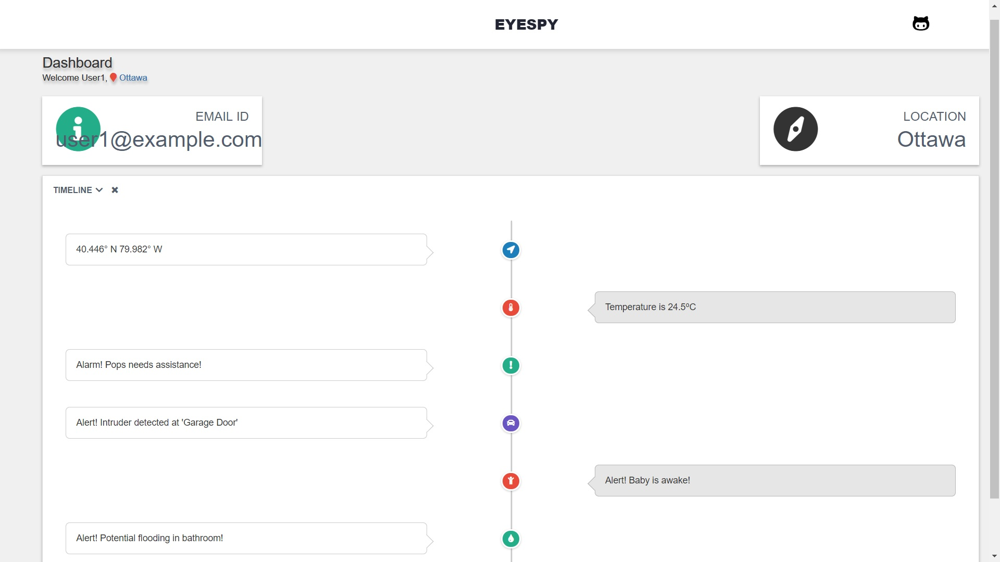 EYESPY
Dashboard
Welcome User1, Ottawa
EMAIL ID
user1@example.com
LOCATION
Ottawa
TIMELINE
40.446° N 79.982° W
Temperature is 24.5ºC
Alarm! Pops needs assistance!
Alert! Intruder detected at 'Garage Door'
Alert! Baby is awake!
Alert! Potential flooding in bathroom!